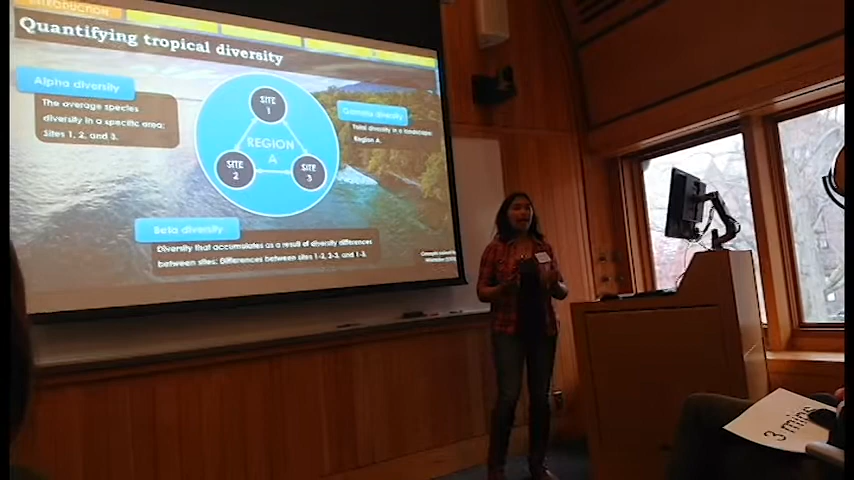 INTRODUCTION
Quantifying tropical diversity
Alpha diversity
The average species
diversity in a specific area:
Sites 1, 2, and 3.
SITE
1
REGION
A
SITE
2
SITE
3
Gamma diversity
Total diversity in a landscape:
Region A.
Beta diversity
Diversity that accumulates as a result of diversity differences
between sites: Differences between sites 1-2, 2-3, and 1-3.
3 mins